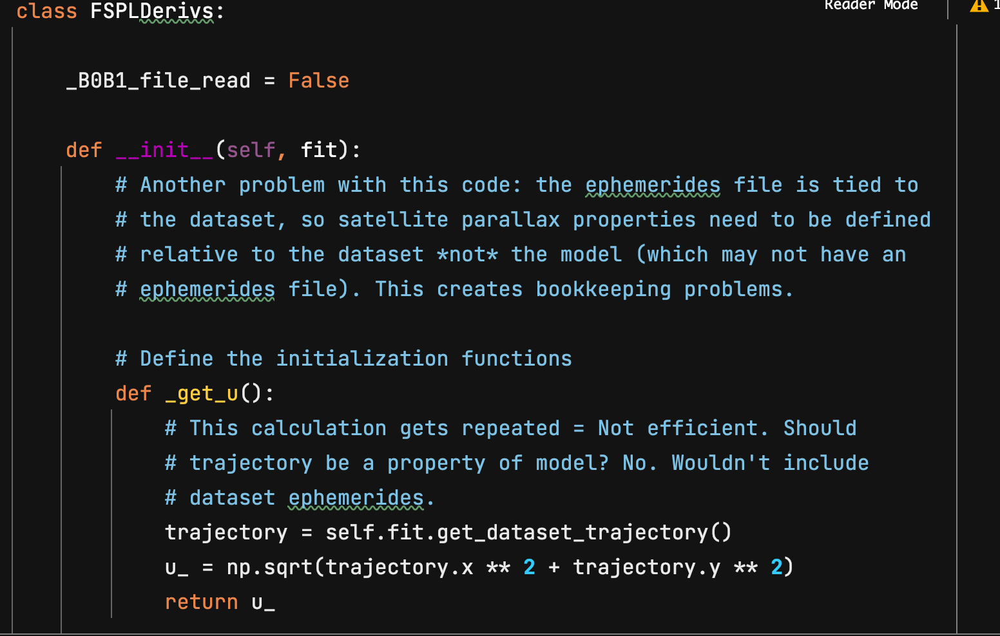 class FSPLDerivs:
Reader Mode
1
_B0B1_file_read = False
def __init__(self, fit):
# Another problem with this code: the ephemerides file is tied to
# the dataset, so satellite parallax properties need to be defined
# relative to the dataset *not* the model (which may not have an
# ephemerides file). This creates bookkeeping problems.
# Define the initialization functions
def _get_u():
# This calculation gets repeated = Not efficient. Should
# trajectory be a property of model? No. Wouldn't include
# dataset ephemerides.
trajectory = self.fit.get_dataset_trajectory()
u_ = np.sqrt(trajectory.x ** 2 + trajectory.y ** 2)
return u_